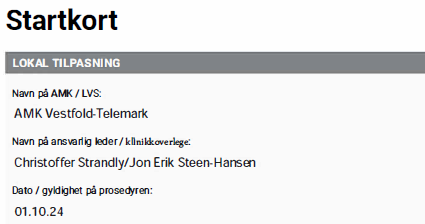 Startkort
LOKAL TILPASNING
Navn på AMK / LVS:
AMK Vestfold-Telemark
Navn på ansvarlig leder / klinikkoverlege:
Christoffer Strandly/Jon Erik Steen-Hansen
Dato / gyldighet på prosedyren:
01.10.24